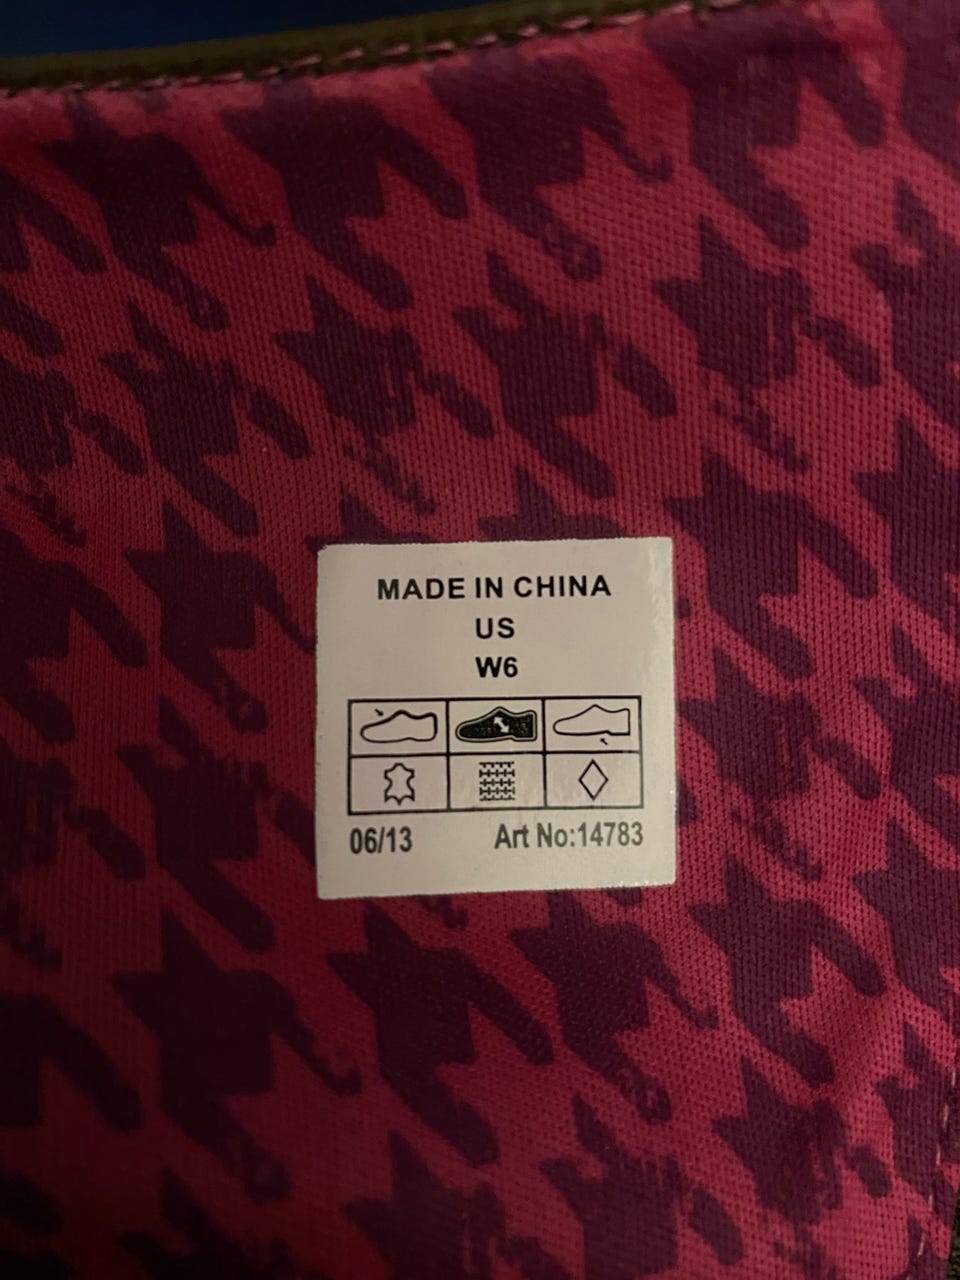 MADE IN CHINA
US
W6
06/13 Art No:14783